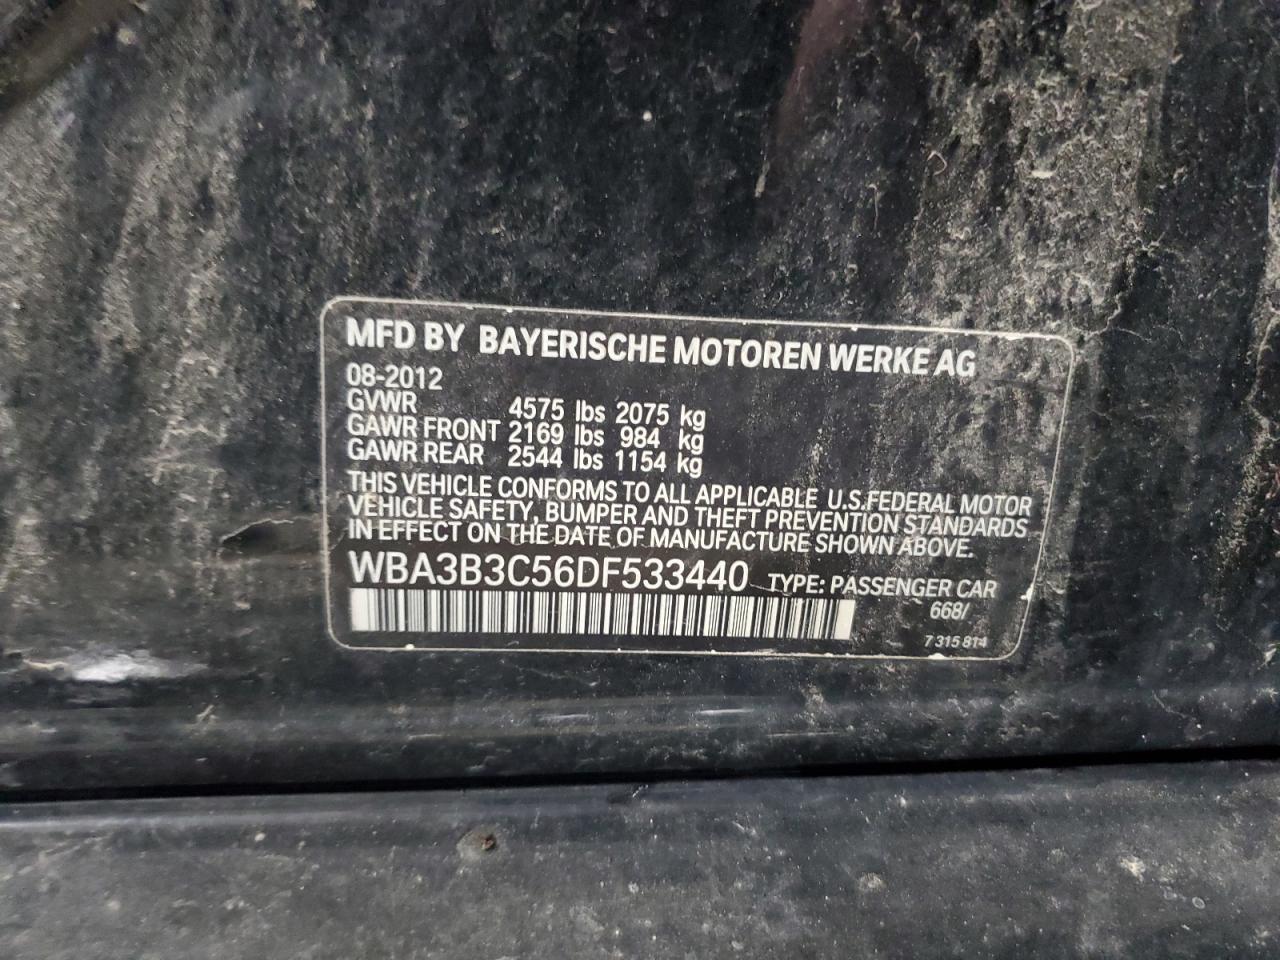 MFD BY BAYERISCHE MOTOREN WERKE AG
08-2012
GVWR 4575 lbs 2075 kg
GAWR FRONT 2169 lbs 984 kg
GAWR REAR 2544 lbs 1154 kg
THIS VEHICLE CONFORMS TO ALL APPLICABLE U.S.FEDERAL MOTOR
VEHICLE SAFETY, BUMPER AND THEFT PREVENTION STANDARDS
IN EFFECT ON THE DATE OF MANUFACTURE SHOWN ABOVE.
WBA3B3C56DF533440 TYPE: PASSENGER CAR
668/
7 315 814